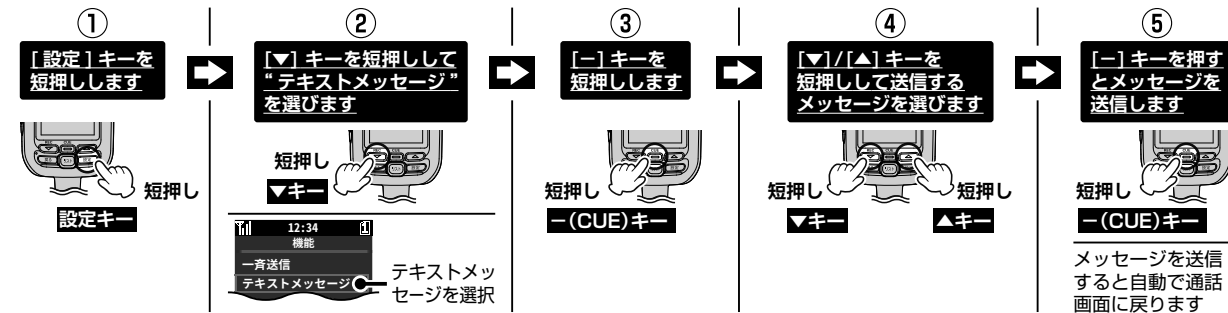 ①
[設定]キーを
短押しします
短押し
設定キー
②
[▼]キーを短押しして
“テキストメッセージ”
を選びます
短押し
▼キー
12:34
1
機能
一斉送信
テキストメッセージ
テキストメッ
セージを選択
③
[−]キーを
短押しします
短押し
−(CUE)キー
④
[▼]/[▲]キーを
短押しして送信する
メッセージを選びます
短押し
▼キー
短押し
▲キー
⑤
[−]キーを押す
とメッセージを
送信します
短押し
−(CUE)キー
メッセージを送信
すると自動で通話
画面に戻ります